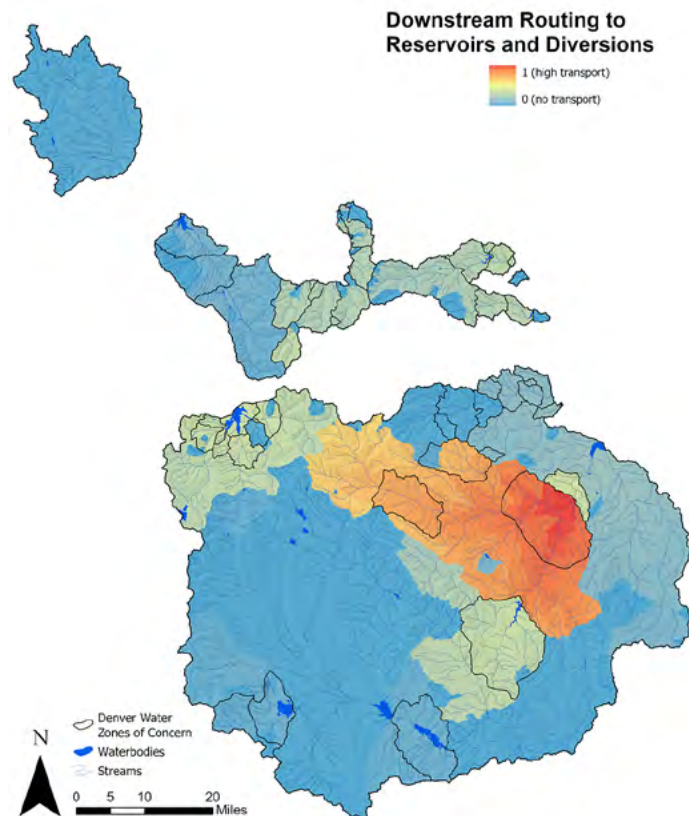 Downstream Routing to
Reservoirs and Diversions
1 (high transport)
0 (no transport)
Denver Water
Zones of Concern
Waterbodies
Streams
N
0 5 10 20
Miles